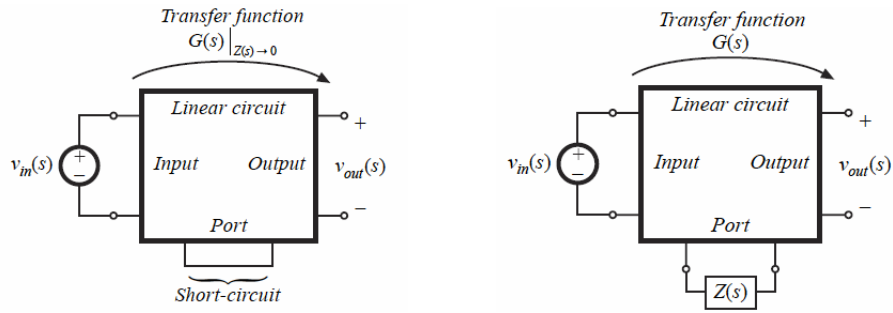 Transfer function
G(s)|Z(s)→0
Linear circuit
+
vin(s)
+
−
Input
Output
vout(s)
−
Port
Short-circuit
Transfer function
G(s)
Linear circuit
+
vin(s)
+
−
Input
Output
vout(s)
−
Port
Z(s)